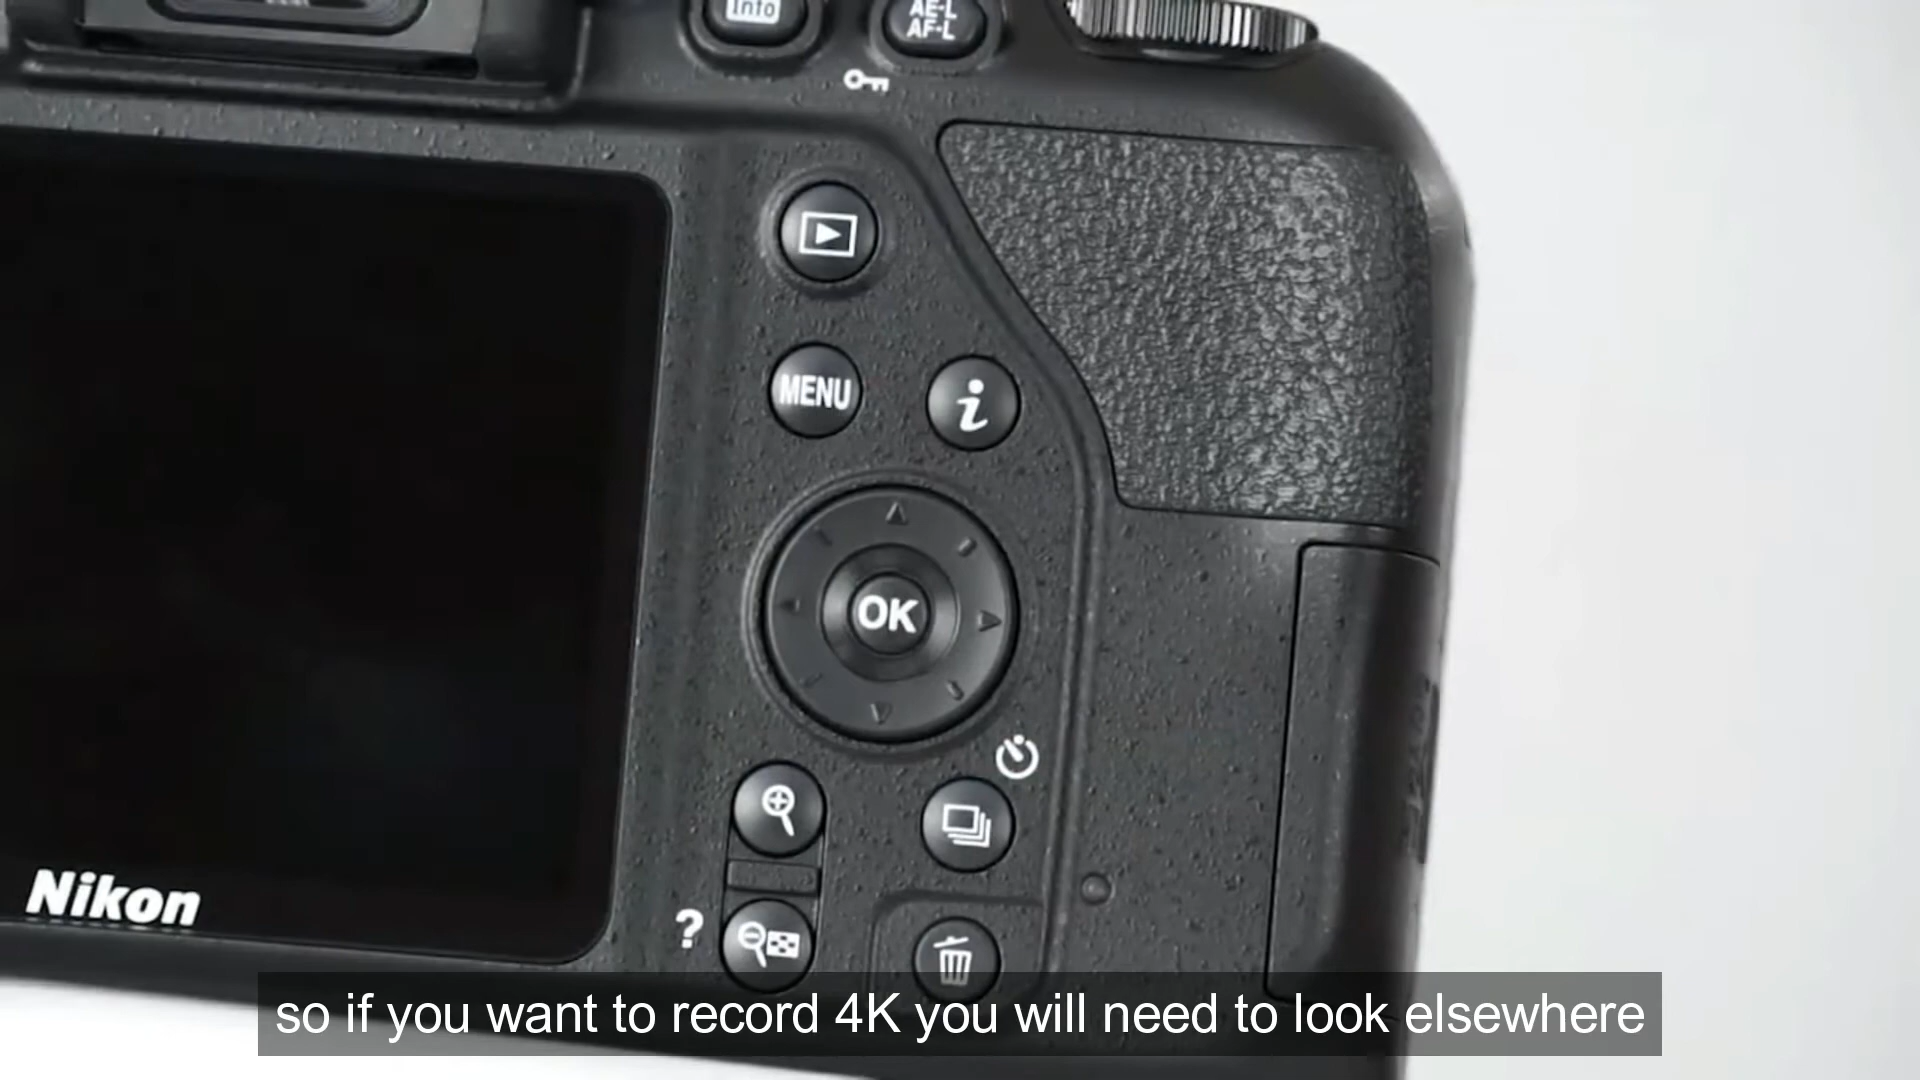 Info
AE-L
AF-L
MENU
i
OK
Nikon
?
so if you want to record 4K you will need to look elsewhere